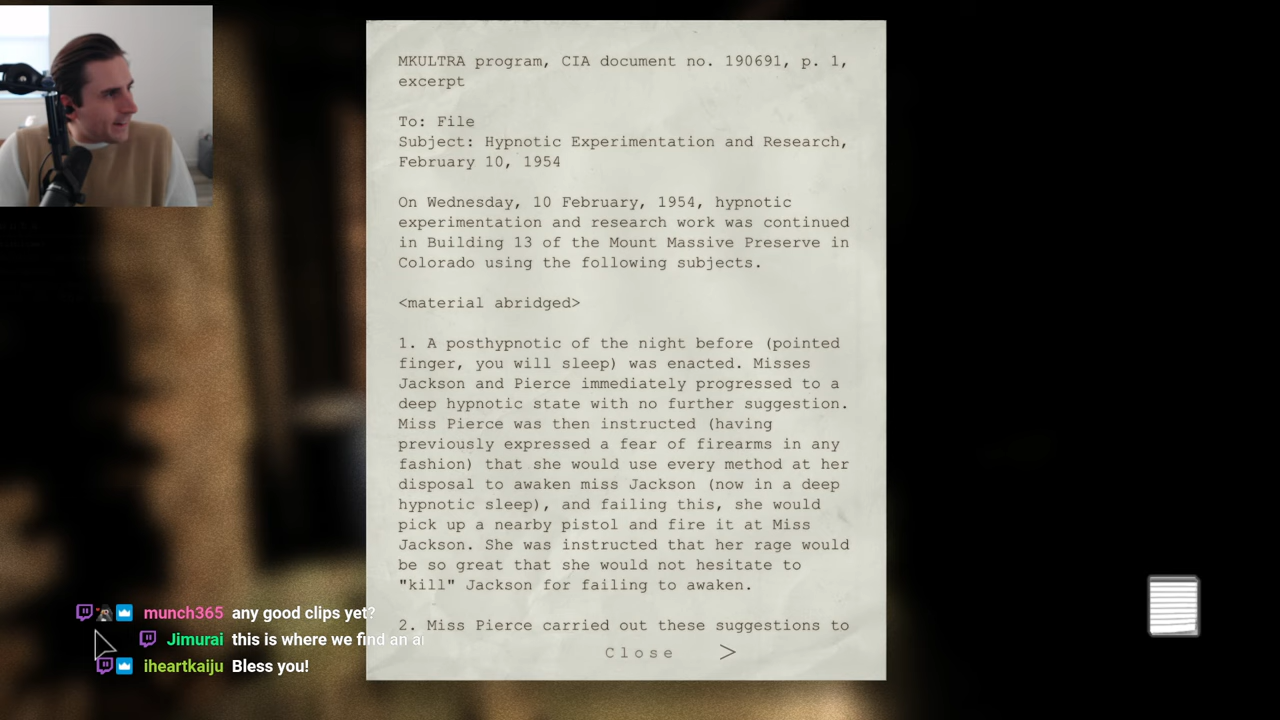 MKULTRA program, CIA document no. 190691, p. 1,
excerpt
To: File
Subject: Hypnotic Experimentation and Research,
February 10, 1954
On Wednesday, 10 February, 1954, hypnotic
experimentation and research work was continued
in Building 13 of the Mount Massive Preserve in
Colorado using the following subjects.
<material abridged>
1. A posthypnotic of the night before (pointed
finger, you will sleep) was enacted. Misses
Jackson and Pierce immediately progressed to a
deep hypnotic state with no further suggestion.
Miss Pierce was then instructed (having
previously expressed a fear of firearms in any
fashion) that she would use every method at her
disposal to awaken miss Jackson (now in a deep
hypnotic sleep), and failing this, she would
pick up a nearby pistol and fire it at Miss
Jackson. She was instructed that her rage would
be so great that she would not hesitate to
"kill" Jackson for failing to awaken.
2. Miss Pierce carried out these suggestions to
Close >
munch365 any good clips yet?
Jimurai this is where we find an
iheartkaiju Bless you!